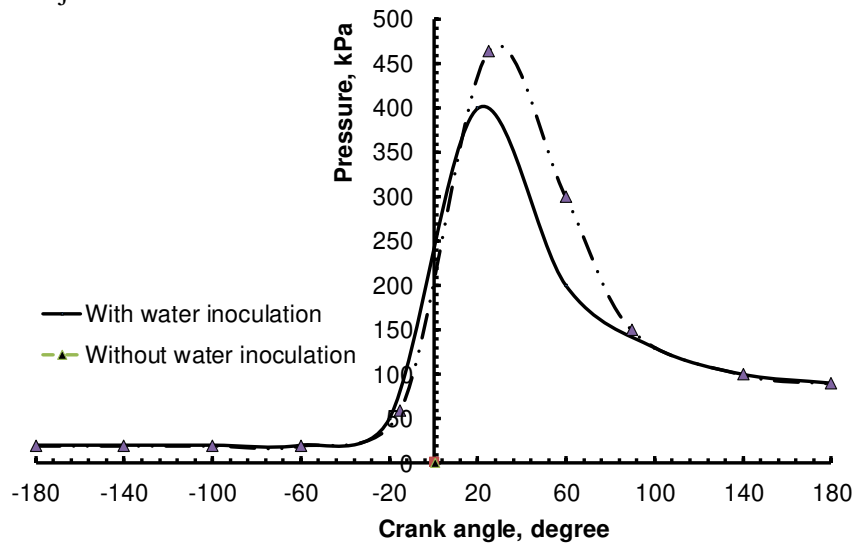 500
450
400
350
300
250
200
150
100
50
0
Pressure, kPa
With water inoculation
Without water inoculation
-180 -140 -100 -60 -20 20 60 100 140 180
Crank angle, degree